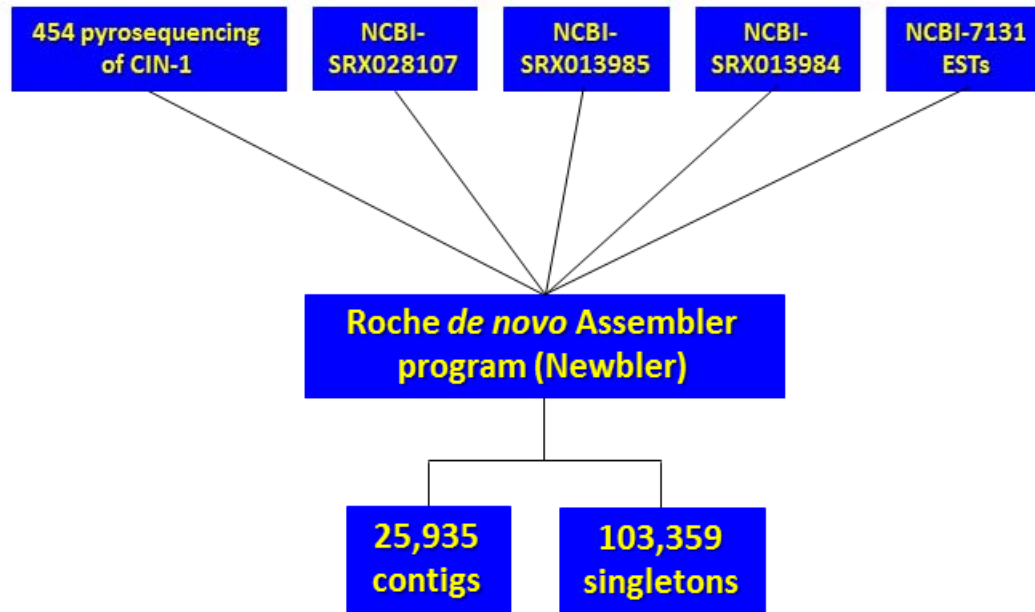 454 pyrosequencing
of CIN-1
NCBI-
SRX028107
NCBI-
SRX013985
NCBI-
SRX013984
NCBI-7131
ESTs
Roche de novo Assembler
program (Newbler)
25,935
contigs
103,359
singletons